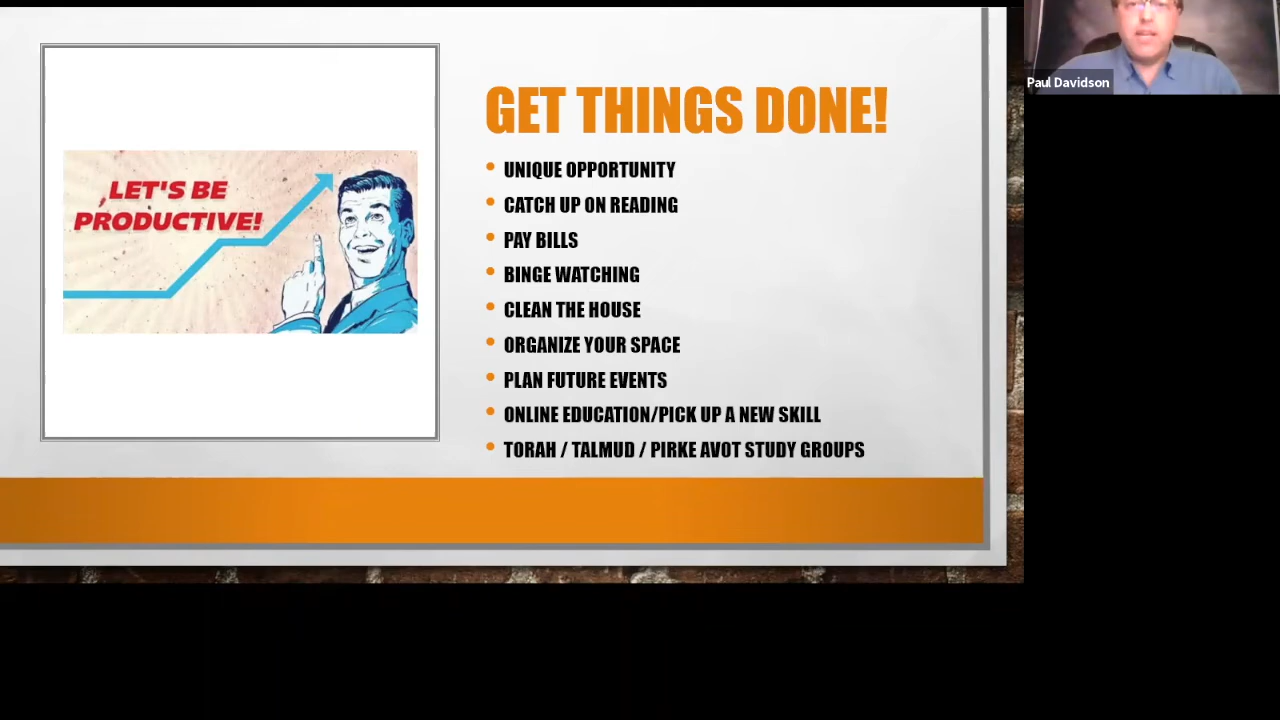 LET'S BE
PRODUCTIVE!
GET THINGS DONE!
• UNIQUE OPPORTUNITY
• CATCH UP ON READING
• PAY BILLS
• BINGE WATCHING
• CLEAN THE HOUSE
• ORGANIZE YOUR SPACE
• PLAN FUTURE EVENTS
• ONLINE EDUCATION/PICK UP A NEW SKILL
• TORAH / TALMUD / PIRKE AVOT STUDY GROUPS
Paul Davidson